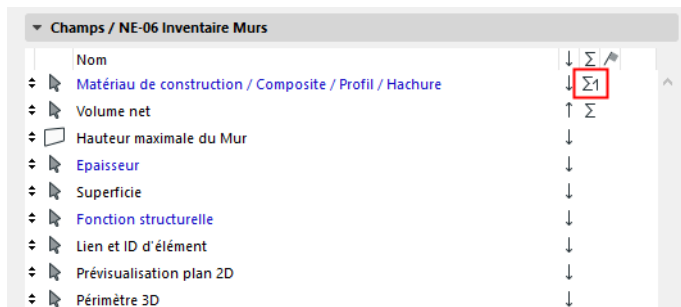 Champs / NE-06 Inventaire Murs
Nom ↓ Σ
Matériau de construction / Composite / Profil / Hachure ↓ Σ1
Volume net ↑ Σ
Hauteur maximale du Mur ↓
Epaisseur ↓
Superficie ↓
Fonction structurelle ↓
Lien et ID d'élément ↓
Prévisualisation plan 2D ↓
Périmètre 3D ↓